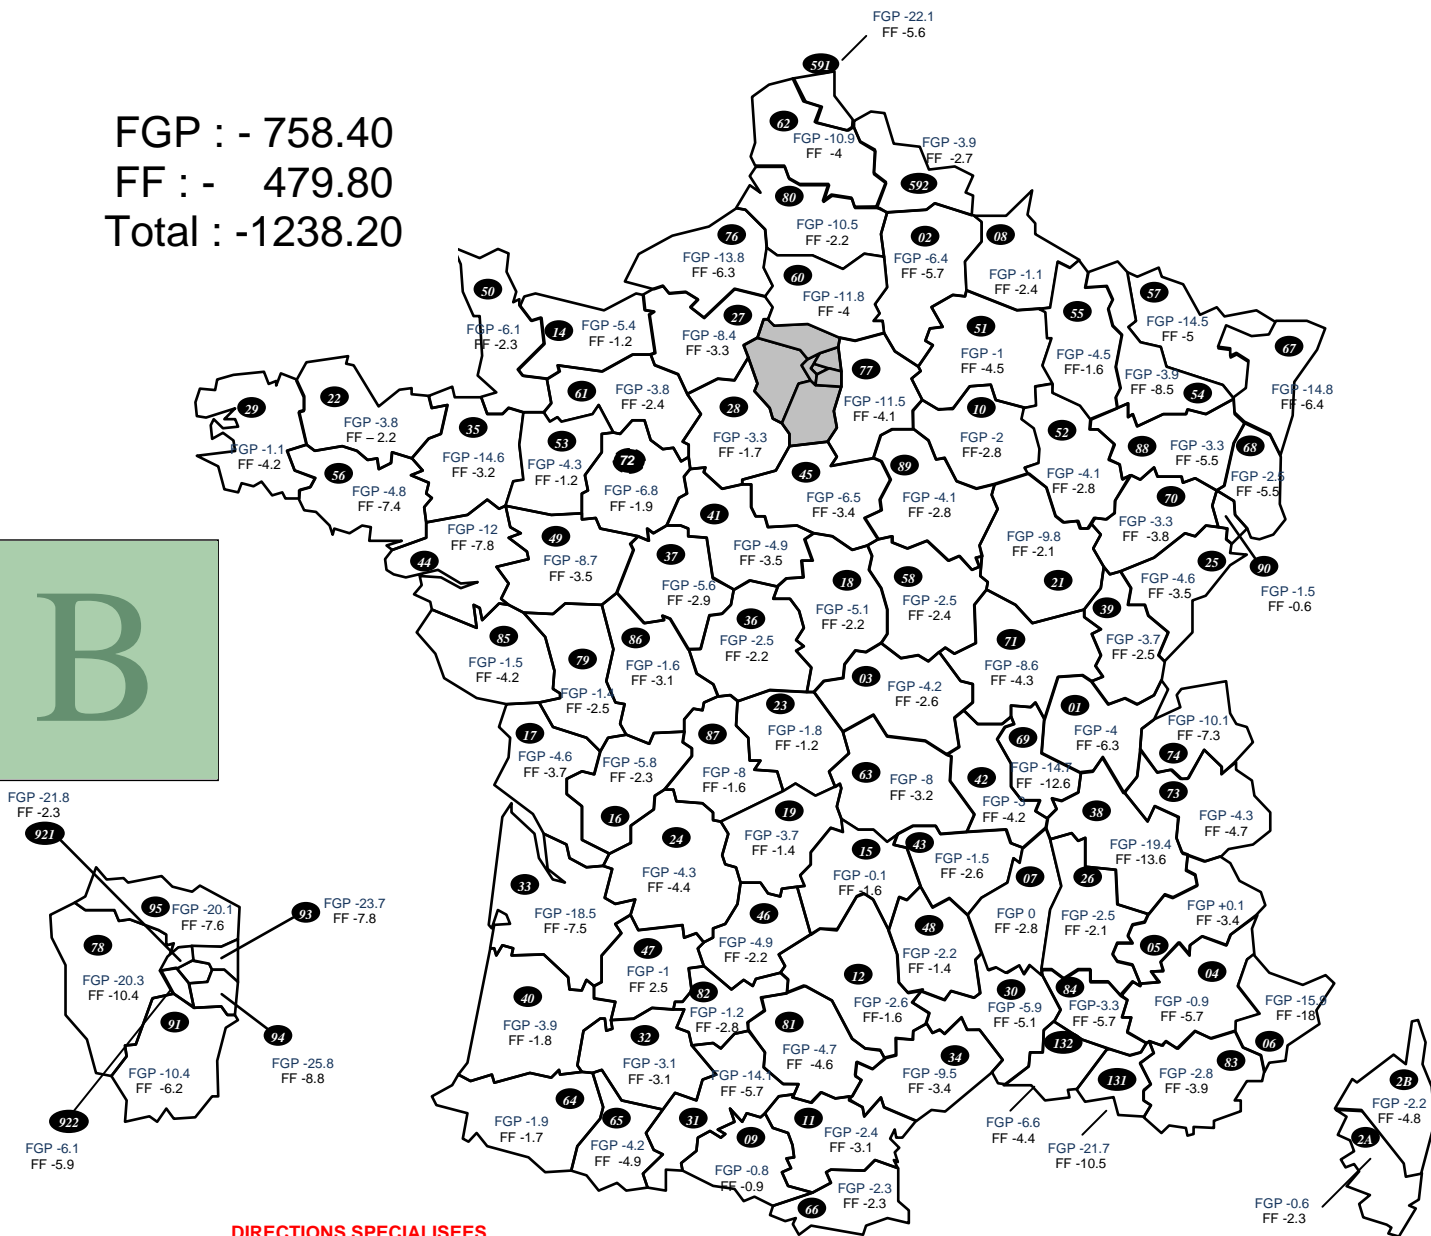 FGP -22.1
FF -5.6
591
FGP : - 758.40
FF : -   479.80
Total : -1238.20
62
FGP -10.9
FF  -4
FGP -3.9
FF  -2.7
592
80
FGP -10.5
FF -2.2
76
FGP -13.8
FF -6.3
02
FGP -6.4
FF -5.7
08
FGP -1.1
FF -2.4
60
FGP -11.8
FF -4
50
FGP -6.1
FF -2.3
14
FGP -5.4
FF -1.2
27
FGP -8.4
FF -3.3
51
FGP -1
FF -4.5
55
FGP -4.5
FF-1.6
57
FGP -14.5
FF -5
67
FGP -14.8
FF -6.4
FGP -3.9
FF -8.5
54
77
FGP -11.5
FF -4.1
29
FGP -1.1
FF -4.2
22
FGP -3.8
FF – 2.2
61
FGP -3.8
FF -2.4
28
FGP -3.3
FF -1.7
10
FGP -2
FF-2.8
52
FGP -4.1
FF -2.8
88
FGP -3.3
FF -5.5
68
FGP -2.5
FF -5.5
35
FGP -14.6
FF -3.2
53
FGP -4.3
FF -1.2
72
FGP -6.8
FF -1.9
56
FGP -4.8
FF -7.4
45
FGP -6.5
FF -3.4
89
FGP -4.1
FF -2.8
70
FGP -3.3
FF  -3.8
41
FGP -4.9
FF -3.5
FGP -12
FF -7.8
44
49
FGP -8.7
FF -3.5
37
FGP -5.6
FF -2.9
18
FGP -5.1
FF -2.2
58
FGP -2.5
FF -2.4
FGP -9.8
FF -2.1
21
25
FGP -4.6
FF -3.5
90
FGP -1.5
FF -0.6
B
85
FGP -1.5
FF -4.2
79
FGP -1.4
FF -2.5
86
FGP -1.6
FF -3.1
36
FGP -2.5
FF -2.2
71
FGP -8.6
FF -4.3
39
FGP -3.7
FF -2.5
03
FGP -4.2
FF -2.6
23
FGP -1.8
FF -1.2
01
FGP -4
FF -6.3
FGP -10.1
FF -7.3
74
17
FGP -4.6
FF -3.7
FGP -5.8
FF -2.3
16
87
FGP -8
FF -1.6
63
FGP -8
FF -3.2
42
FGP -3
FF -4.2
69
FGP -14.7
FF  -12.6
73
FGP -4.3
FF -4.7
38
FGP -19.4
FF -13.6
FGP -21.8
FF -2.3
921
19
FGP -3.7
FF -1.4
24
FGP -4.3
FF -4.4
15
FGP -0.1
FF -1.6
43
FGP -1.5
FF -2.6
07
FGP 0
FF -2.8
26
FGP -2.5
FF -2.1
FGP +0.1
FF -3.4
05
33
FGP -18.5
FF -7.5
95
FGP -20.1
FF -7.6
93
FGP -23.7
FF -7.8
78
FGP -20.3
FF -10.4
46
FGP -4.9
FF -2.2
48
FGP -2.2
FF -1.4
47
FGP -1
FF 2.5
12
FGP -2.6
FF-1.6
04
FGP -0.9
FF -5.7
40
FGP -3.9
FF -1.8
82
FGP -1.2
FF -2.8
30
FGP -5.9
FF -5.1
84
FGP-3.3
FF -5.7
FGP -15.9
FF -18
06
91
FGP -10.4
FF  -6.2
94
FGP -25.8
FF -8.8
32
FGP -3.1
FF -3.1
81
FGP -4.7
FF -4.6
34
FGP -9.5
FF -3.4
132
FGP -6.6
FF -4.4
131
FGP -21.7
FF -10.5
83
FGP -2.8
FF -3.9
FGP -14.1
FF -5.7
31
922
FGP -6.1
FF -5.9
64
FGP -1.9
FF -1.7
65
FGP -4.2
FF  -4.9
09
FGP -0.8
FF -0.9
11
FGP -2.4
FF -3.1
66
FGP -2.3
FF -2.3
2B
FGP -2.2
FF -4.8
2A
FGP -0.6
FF -2.3
DIRECTIONS SPECIALISEES